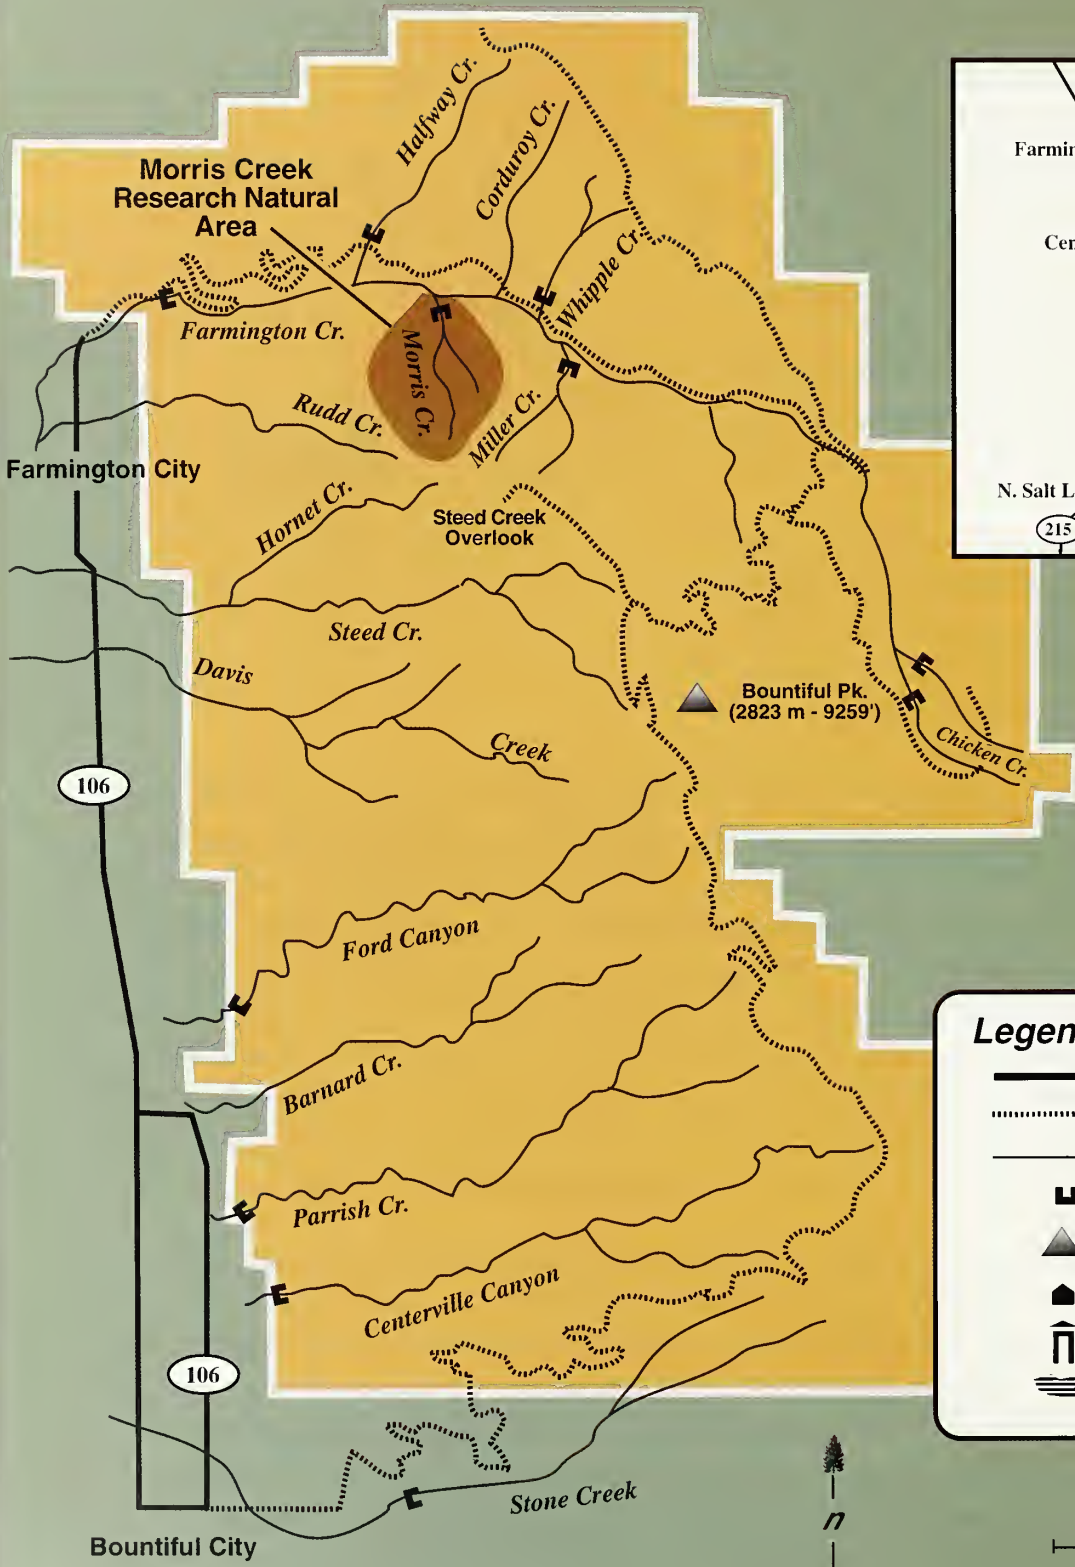 Halfway Cr.
Corduroy Cr.
Morris Creek
Research Natural
Area
Whipple Cr.
Farmington Cr.
Morris Cr.
Miller Cr.
Rudd Cr.
Farmington City
Hornet Cr.
Steed Creek
Overlook
Steed Cr.
Davis
Creek
Bountiful Pk.
(2823 m - 9259')
Chicken Cr.
106
Ford Canyon
Barnard Cr.
Parrish Cr.
Centerville Canyon
106
Stone Creek
Bountiful City
n
Farmin
Cen
N. Salt L
215
Legen